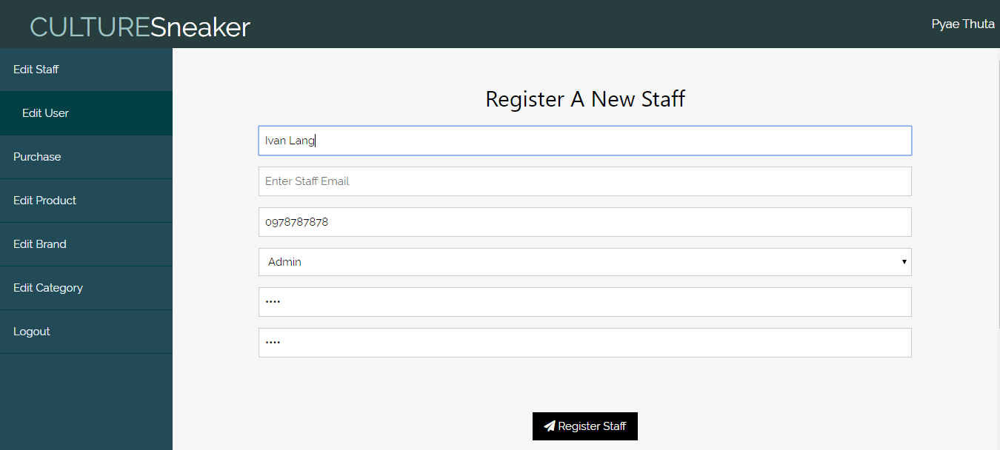 CULTURESneaker
Pyae Thuta
Edit Staff
Edit User
Purchase
Edit Product
Edit Brand
Edit Category
Logout
Register A New Staff
Ivan Lang
Enter Staff Email
0978787878
Admin
····
····
Register Staff